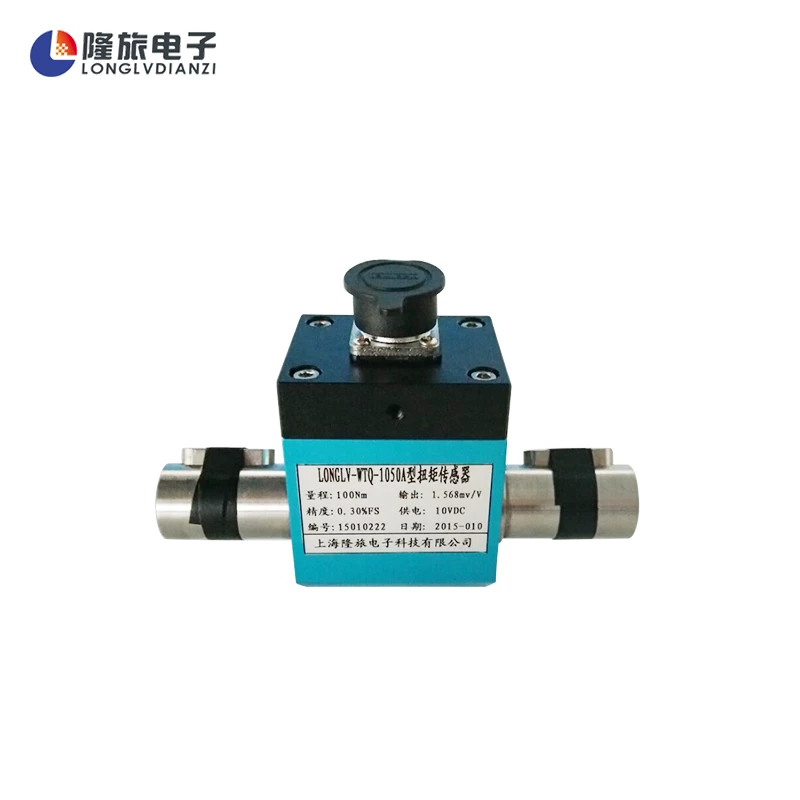 隆旅电子
LONGLVDIANZI
LONGLV-WTQ-1050A型扭矩传感器
量程:100Nm 输出: 1.568mv/V
精度:0.30%FS 供电: 10VDC
编号:15010222 日期: 2015-010
上海隆旅电子科技有限公司